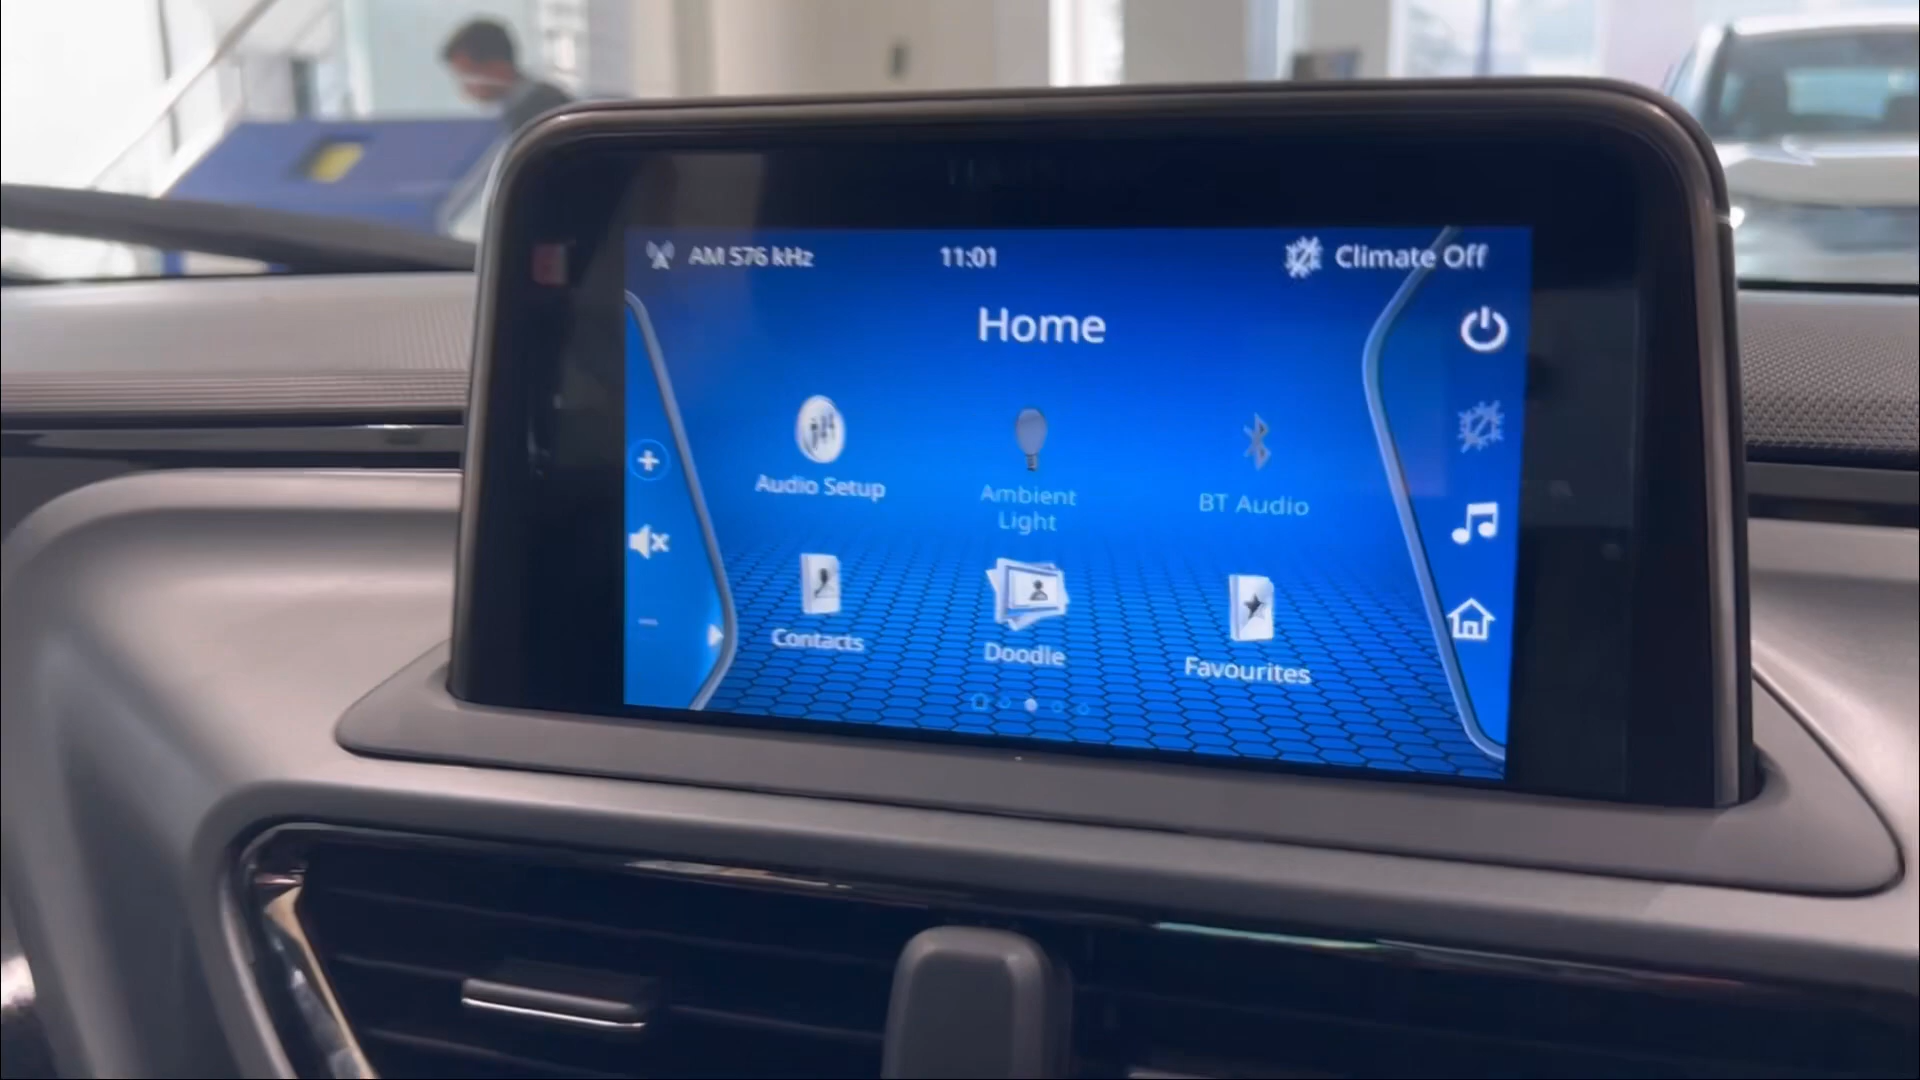 AM 576 kHz
11:01
Climate Off
Home
Audio Setup
Ambient
Light
BT Audio
Contacts
Doodle
Favourites